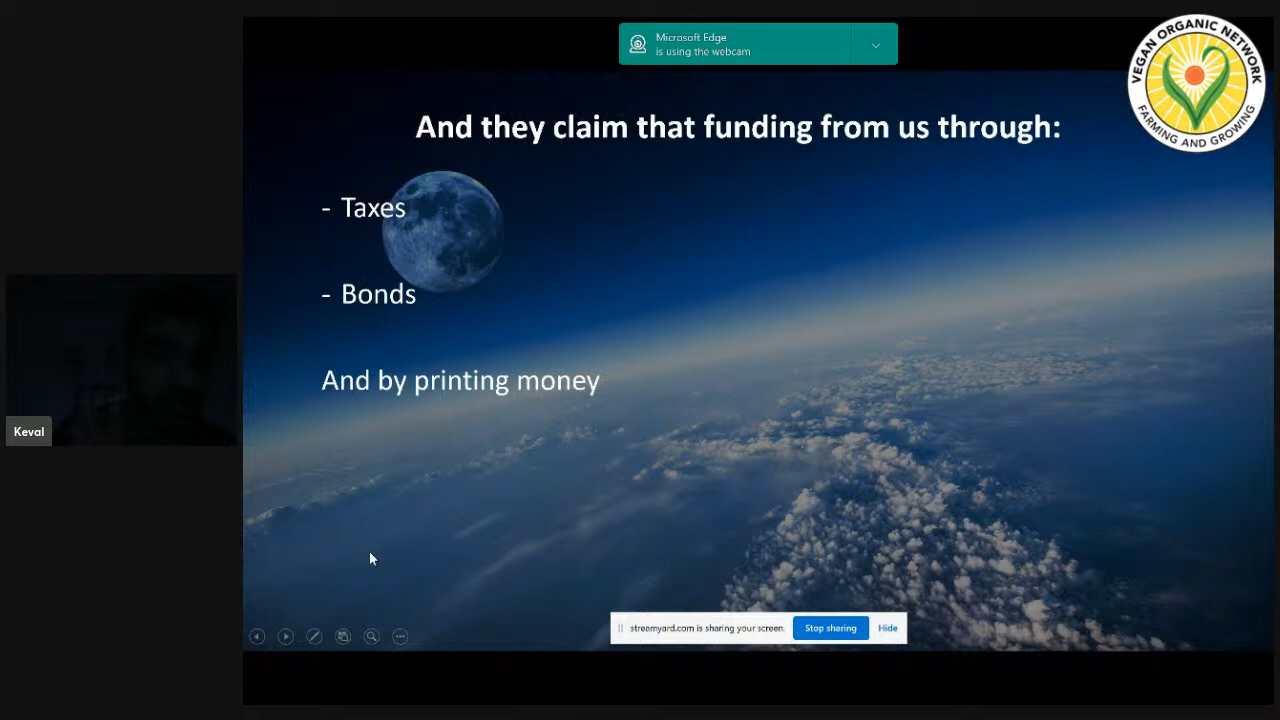 Microsoft Edge
is using the webcam
VEGAN ORGANIC NETWORK
FARMING AND GROWING
And they claim that funding from us through:
- Taxes
- Bonds
And by printing money
Keval
streamyard.com is sharing your screen.
Stop sharing
Hide